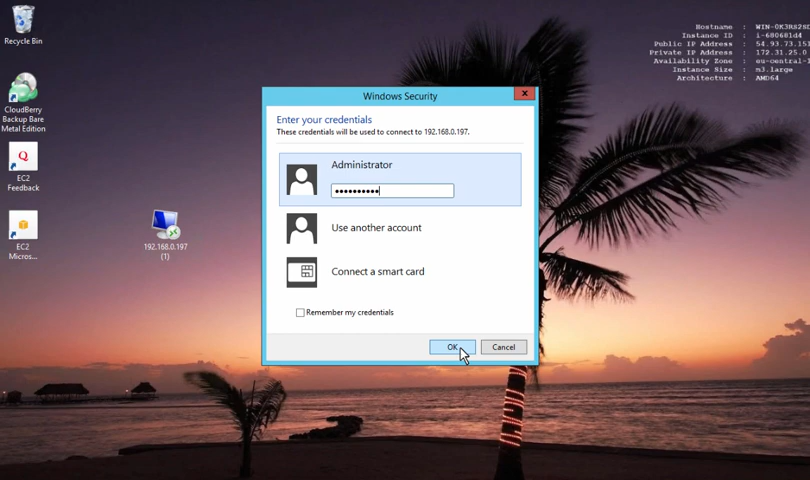 Recycle Bin
CloudBerry
Backup Bare
Metal Edition
EC2
Feedback
EC2
Micros...
192.168.0.197
(1)
Hostname : WIN-0K3RS2SD
Instance ID : i-680681d4
Public IP Address : 54.93.73.151
Private IP Address : 172.31.25.0
Availability Zone : eu-central-1
Instance Size : m3.large
Architecture : AMD64
Windows Security
Enter your credentials
These credentials will be used to connect to 192.168.0.197.
Administrator
••••••••••
Use another account
Connect a smart card
Remember my credentials
OK Cancel